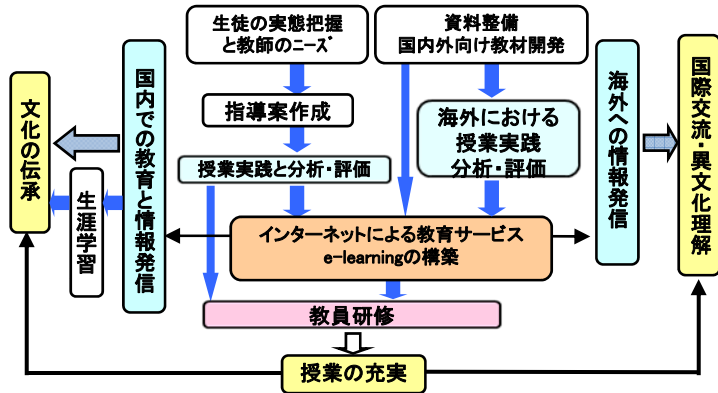 生徒の実態把握
と教師のニーズ
資料整備
国内外向け教材開発
指導案作成
海外における
授業実践
分析・評価
授業実践と分析・評価
文化の伝承
生涯学習
国内での教育と情報発信
インターネットによる教育サービス
e-learningの構築
海外への情報発信
国際交流・異文化理解
教員研修
授業の充実